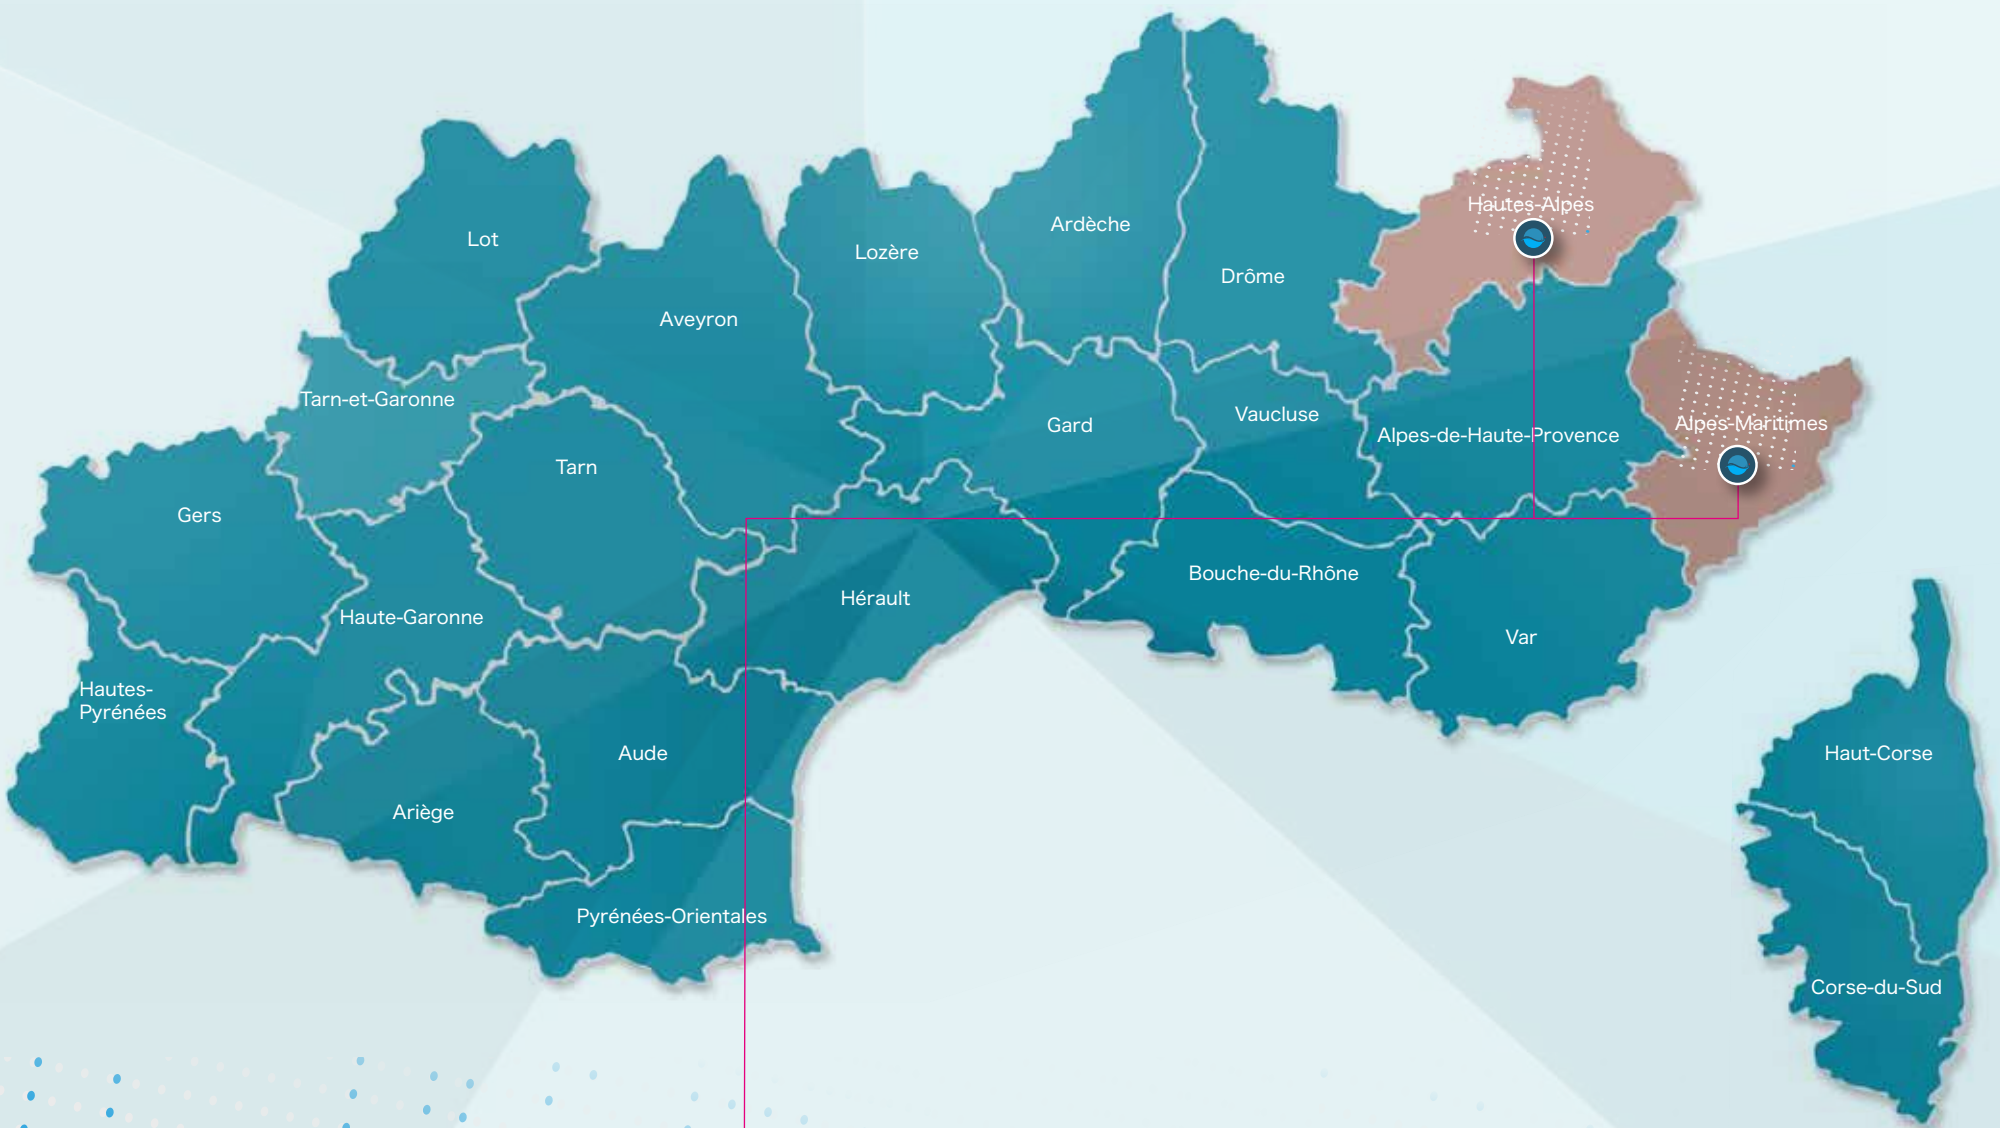 Hautes-Alpes
Ardèche
Lot
Lozère
Drôme
Aveyron
Tarn-et-Garonne
Vaucluse
Alpes-Maritimes
Gard
Alpes-de-Haute-Provence
Tarn
Gers
Bouche-du-Rhône
Hérault
Haute-Garonne
Var
Hautes-
Pyrénées
Aude
Haut-Corse
Ariège
Pyrénées-Orientales
Corse-du-Sud